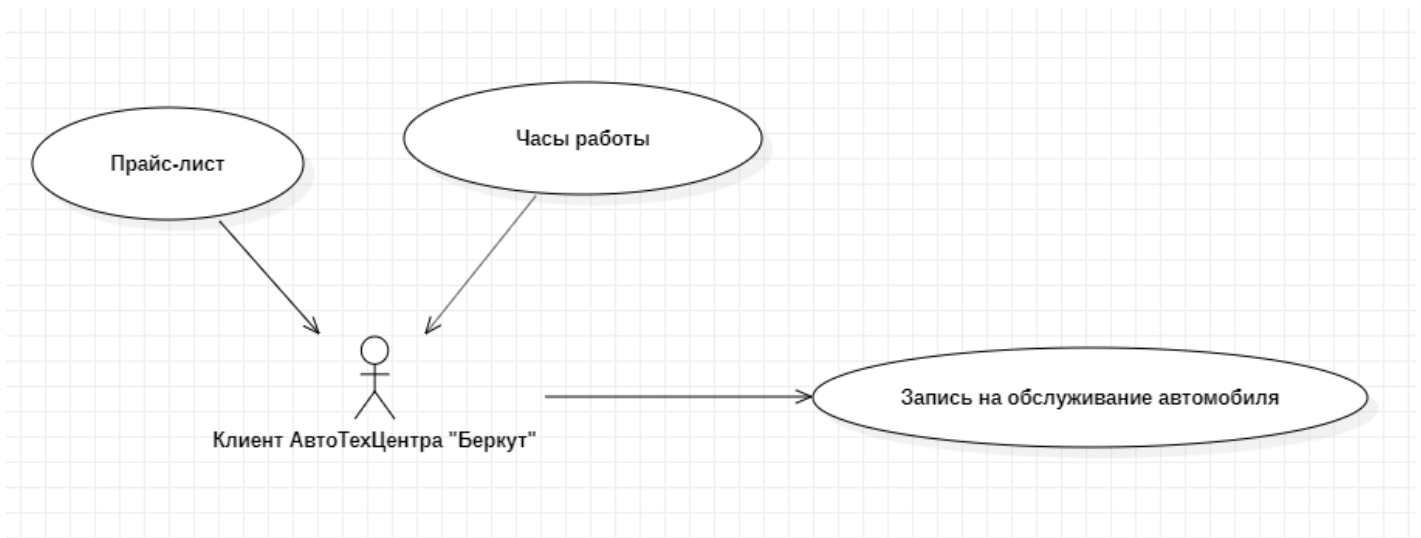 Прайс-лист
Часы работы
Клиент АвтоТехЦентра "Беркут"
Запись на обслуживание автомобиля